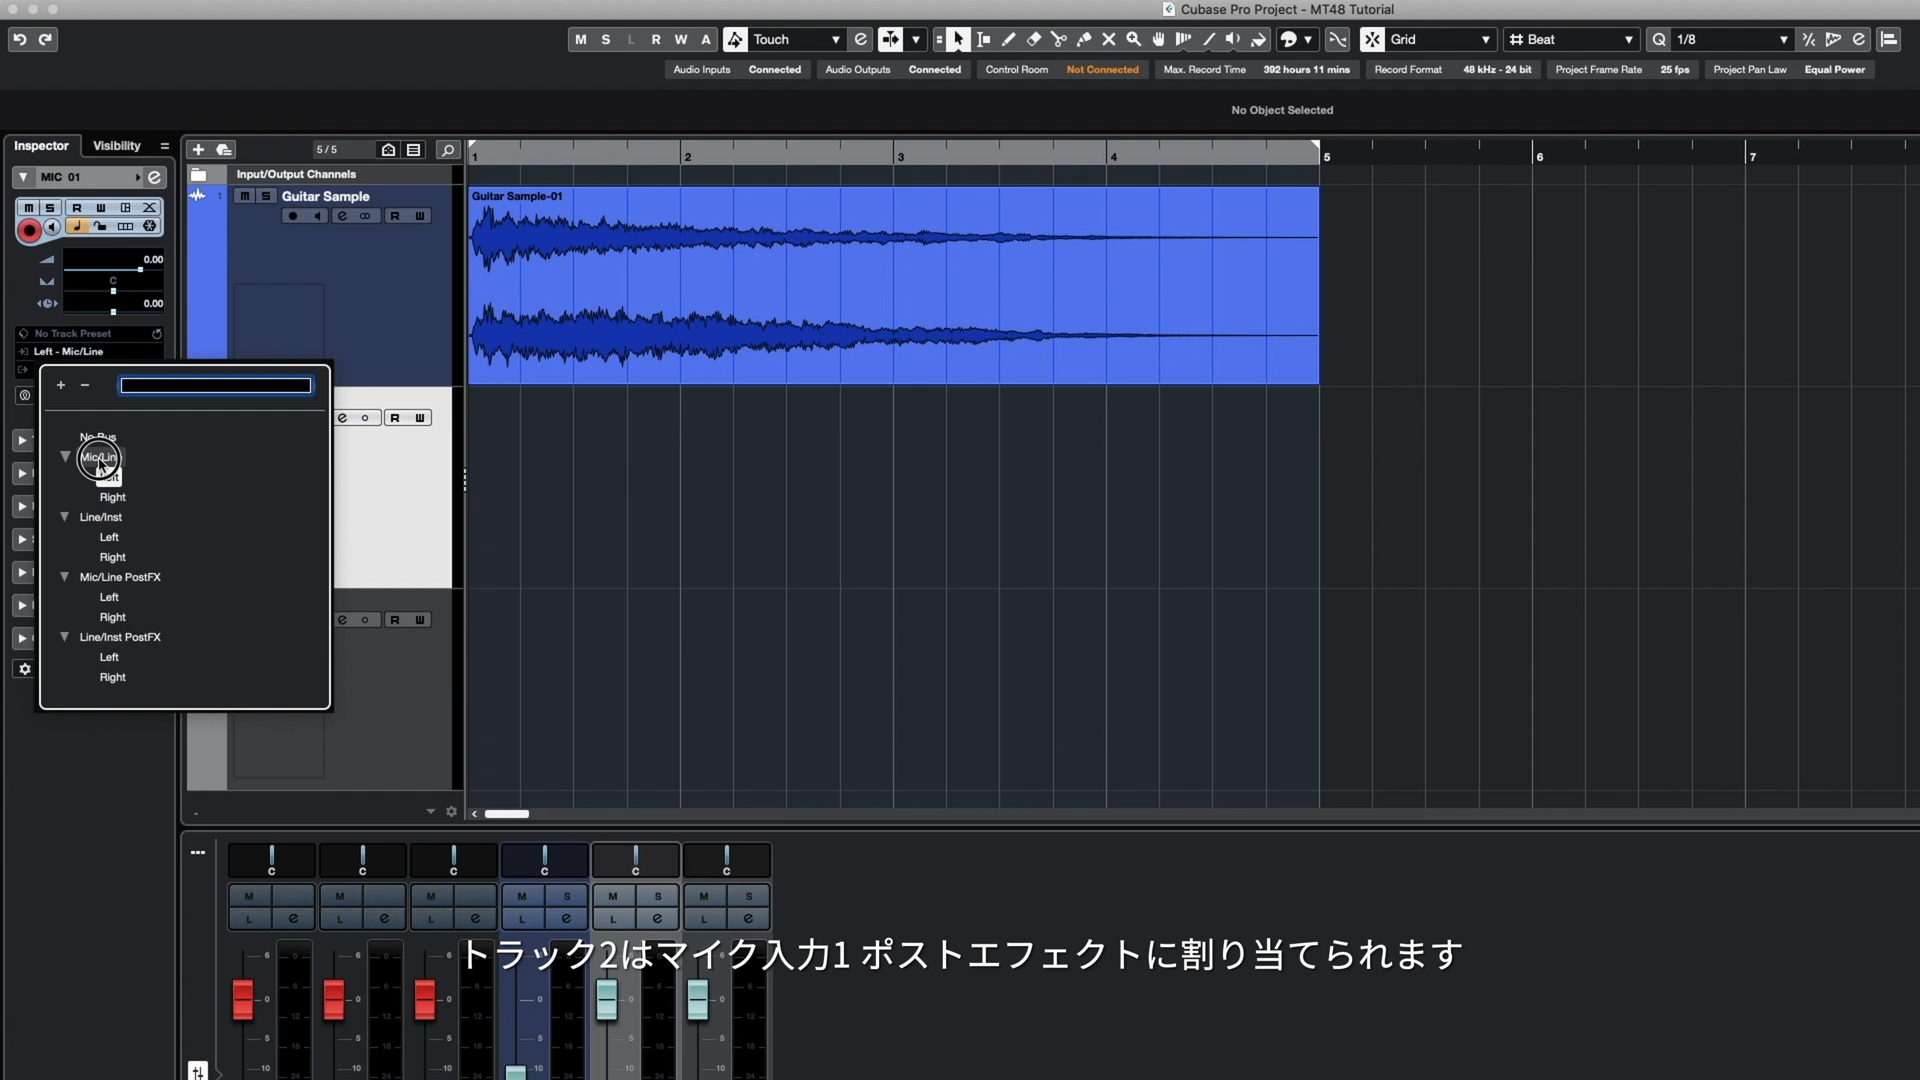 Cubase Pro Project - MT48 Tutorial
M S L R W A Touch Grid Beat Q 1/8
Audio Inputs Connected Audio Outputs Connected Control Room Not Connected Max. Record Time 392 hours 11 mins Record Format 48 kHz - 24 bit Project Frame Rate 25 fps Project Pan Law Equal Power
No Object Selected
Inspector Visibility
5/5
1 2 3 4 5 6 7
MIC 01
Input/Output Channels
1 M S Guitar Sample
Guitar Sample-01
M S R W
R W
0.00
C
0.00
No Track Preset
Left - Mic/Line
+ -
R W
No Bus
Mic/Lin
Right
Line/Inst
Left
Right
Mic/Line PostFX
Left
Right
R W
Line/Inst PostFX
Left
Right
C C C C C C
M M M M S M S M S
L e L e L e L e L e L e
トラック2はマイク入力1 ポストエフェクトに割り当てられます